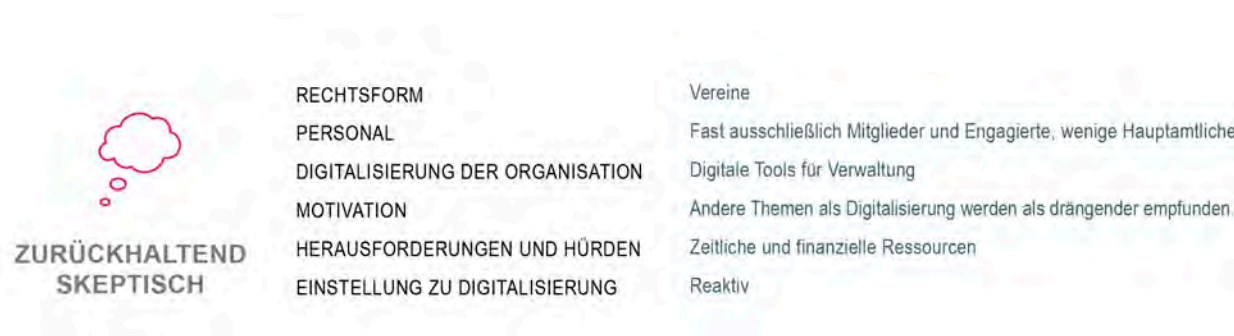 ZURÜCKHALTEND
SKEPTISCH
RECHTSFORM Vereine
PERSONAL Fast ausschließlich Mitglieder und Engagierte, wenige Hauptamtliche
DIGITALISIERUNG DER ORGANISATION Digitale Tools für Verwaltung
MOTIVATION Andere Themen als Digitalisierung werden als drängender empfunden
HERAUSFORDERUNGEN UND HÜRDEN Zeitliche und finanzielle Ressourcen
EINSTELLUNG ZU DIGITALISIERUNG Reaktiv